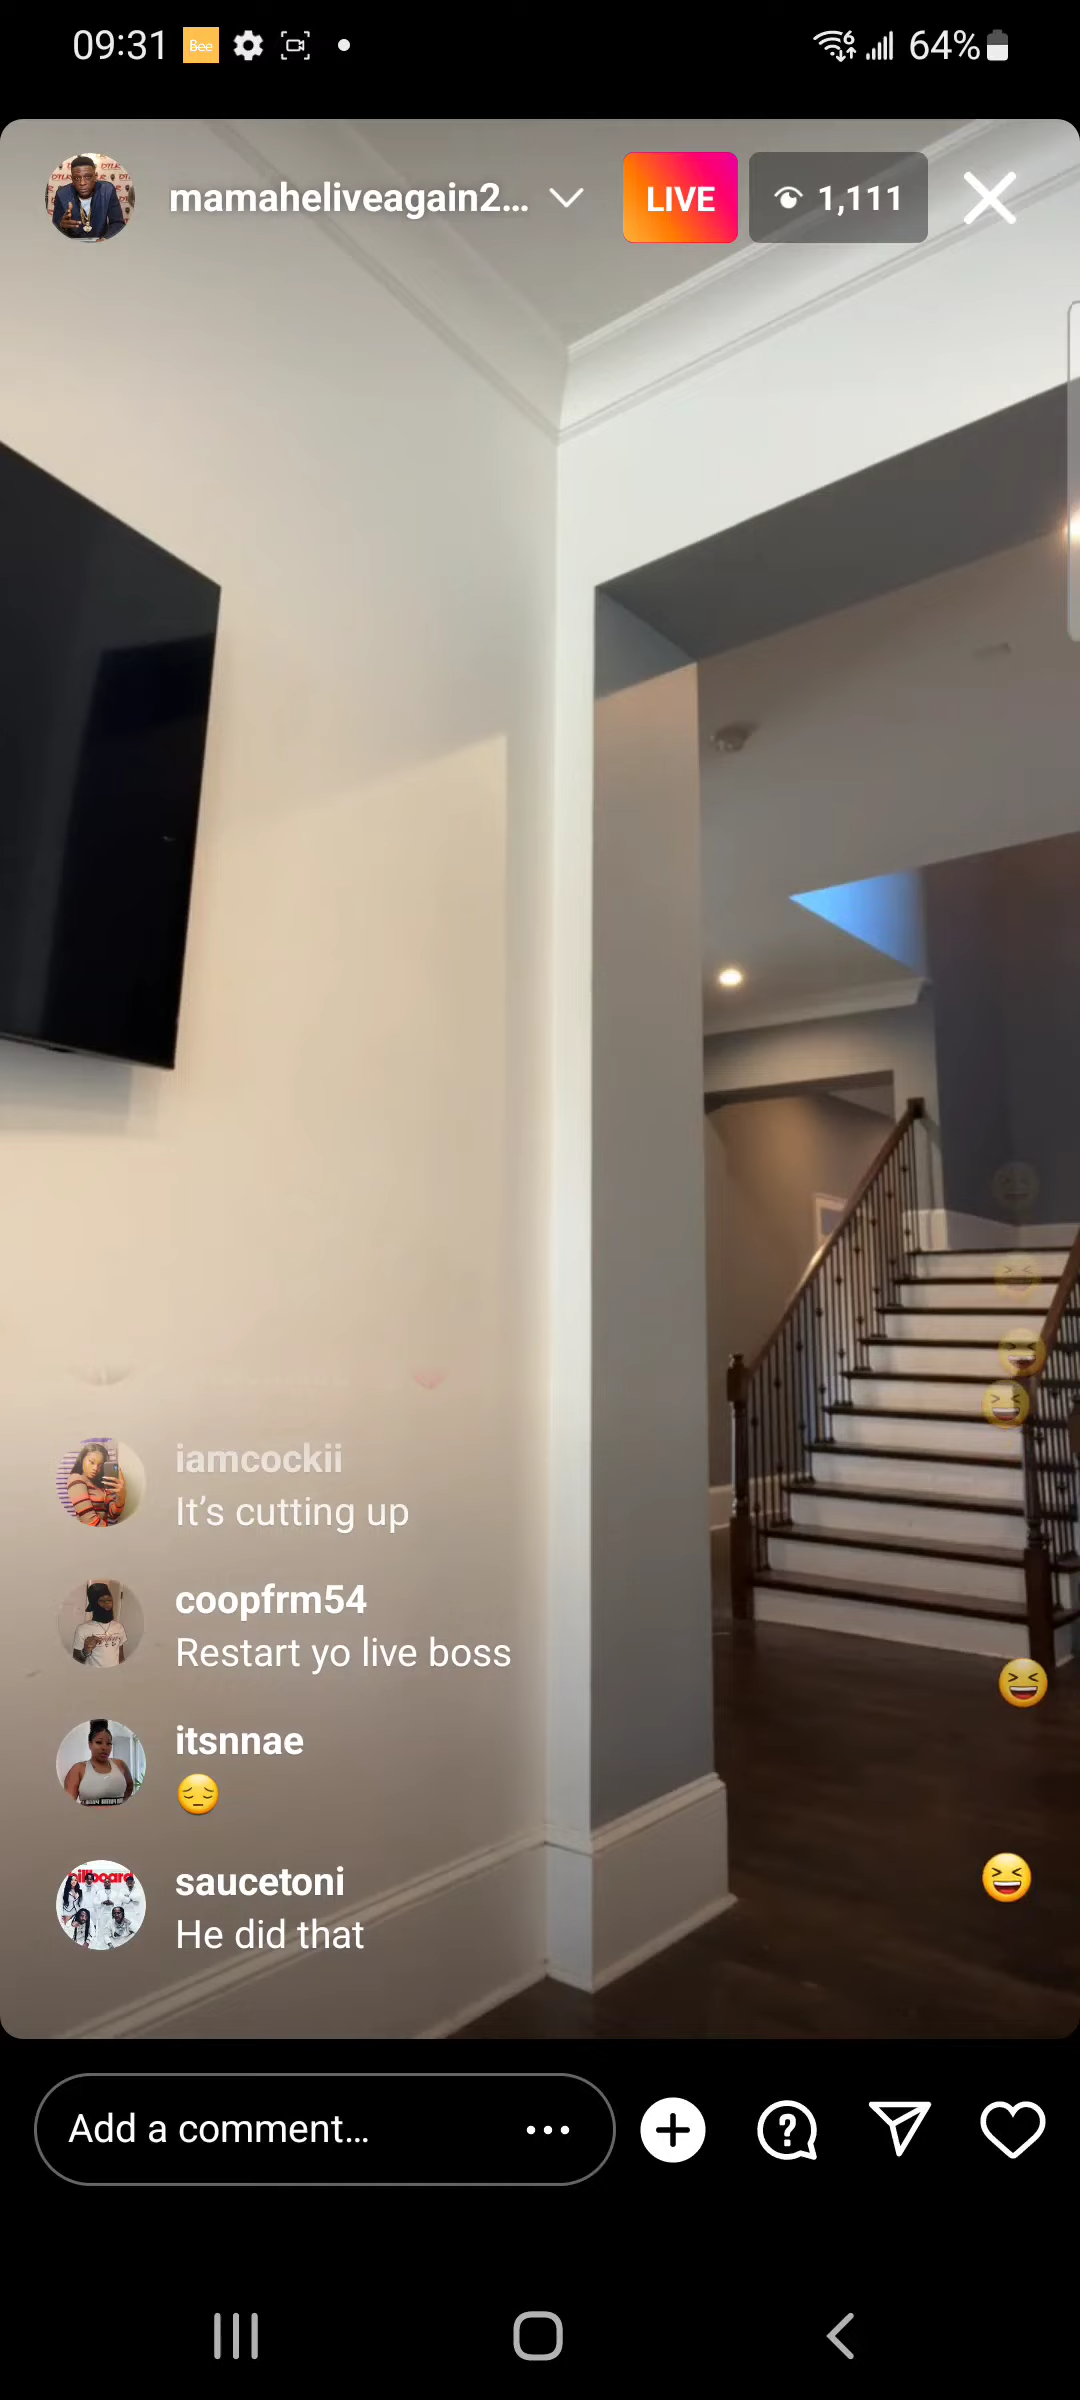 09:31 Bee 64%
mamaheliveagain2... LIVE 1,111
iamcockii
It’s cutting up
coopfrm54
Restart yo live boss
itsnnae
😔
saucetoni
He did that
Add a comment...